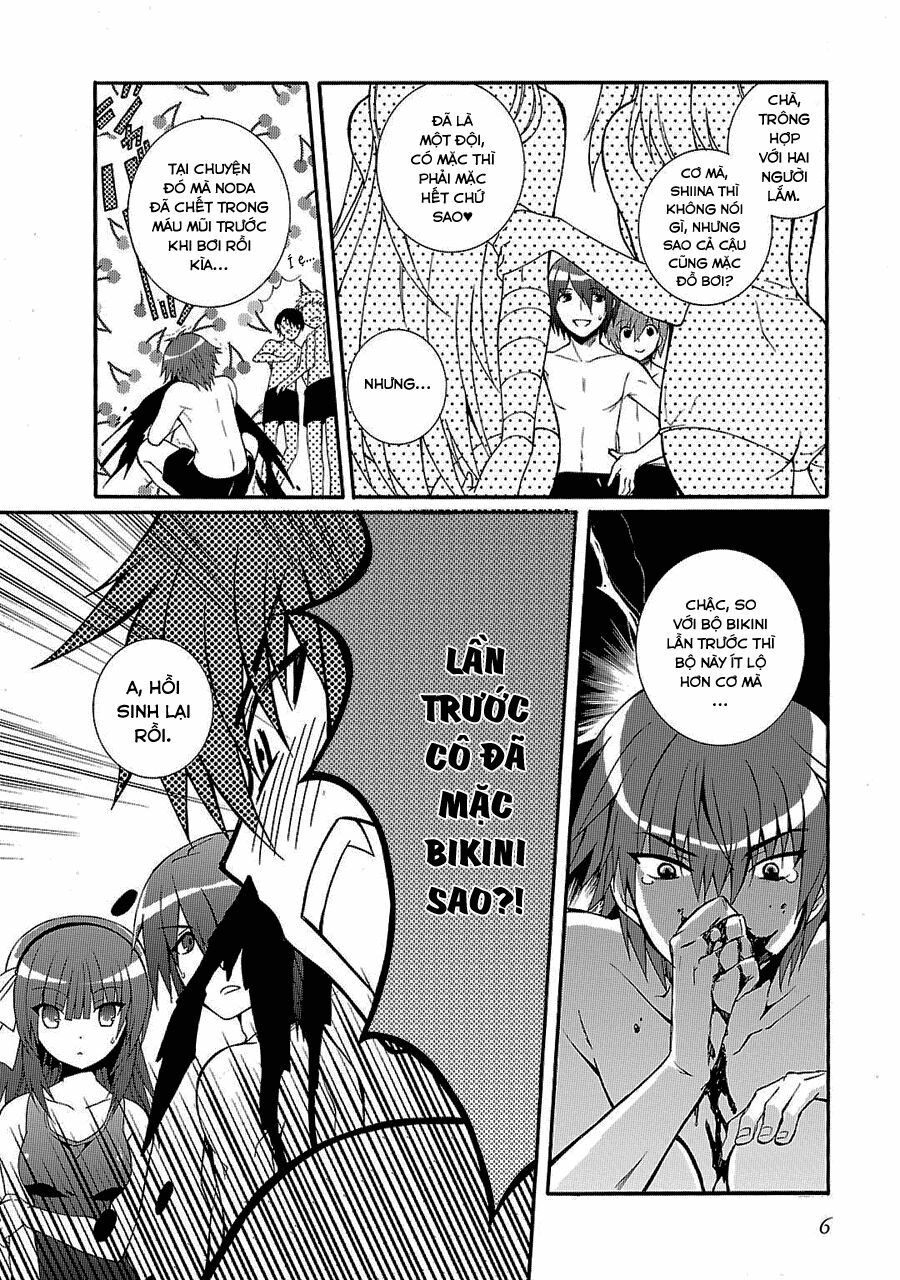 CHÀ,
TRÔNG
HỢP
VỚI HAI
NGƯỜI
LẮM.
CƠ MÀ,
SHIINA THÌ
KHÔNG NÓI
GÌ, NHƯNG
SAO CẢ CẬU
CŨNG MẶC
ĐỒ BƠI?
ĐÃ LÀ
MỘT ĐỘI,
CÓ MẶC THÌ
PHẢI MẶC
HẾT CHỨ
SAO♥
NHƯNG...
TẠI CHUYỆN
ĐÓ MÀ NODA
ĐÃ CHẾT TRONG
MÁU MŨI TRƯỚC
KHI BƠI RỒI
KÌA...
Í Ẹ...
CHẬC, SO
VỚI BỘ BIKINI
LẦN TRƯỚC THÌ
BỘ NÀY ÍT LỘ
HƠN CƠ MÀ
...
LẦN
TRƯỚC
CÔ ĐÃ
MẶC
BIKINI
SAO?!
A, HỒI
SINH LẠI
RỒI.
6